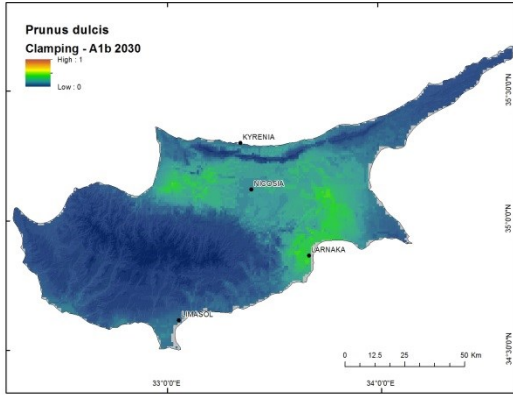 Prunus dulcis
Clamping - A1b 2030
High : 1
Low : 0
35°30'0"E
KYRENIA
NICOSIA
35°0'0"E
LARNAKA
LIMASOL
34°30'0"E
0 12.5 25 50 Km
33°0'0"E 34°0'0"E